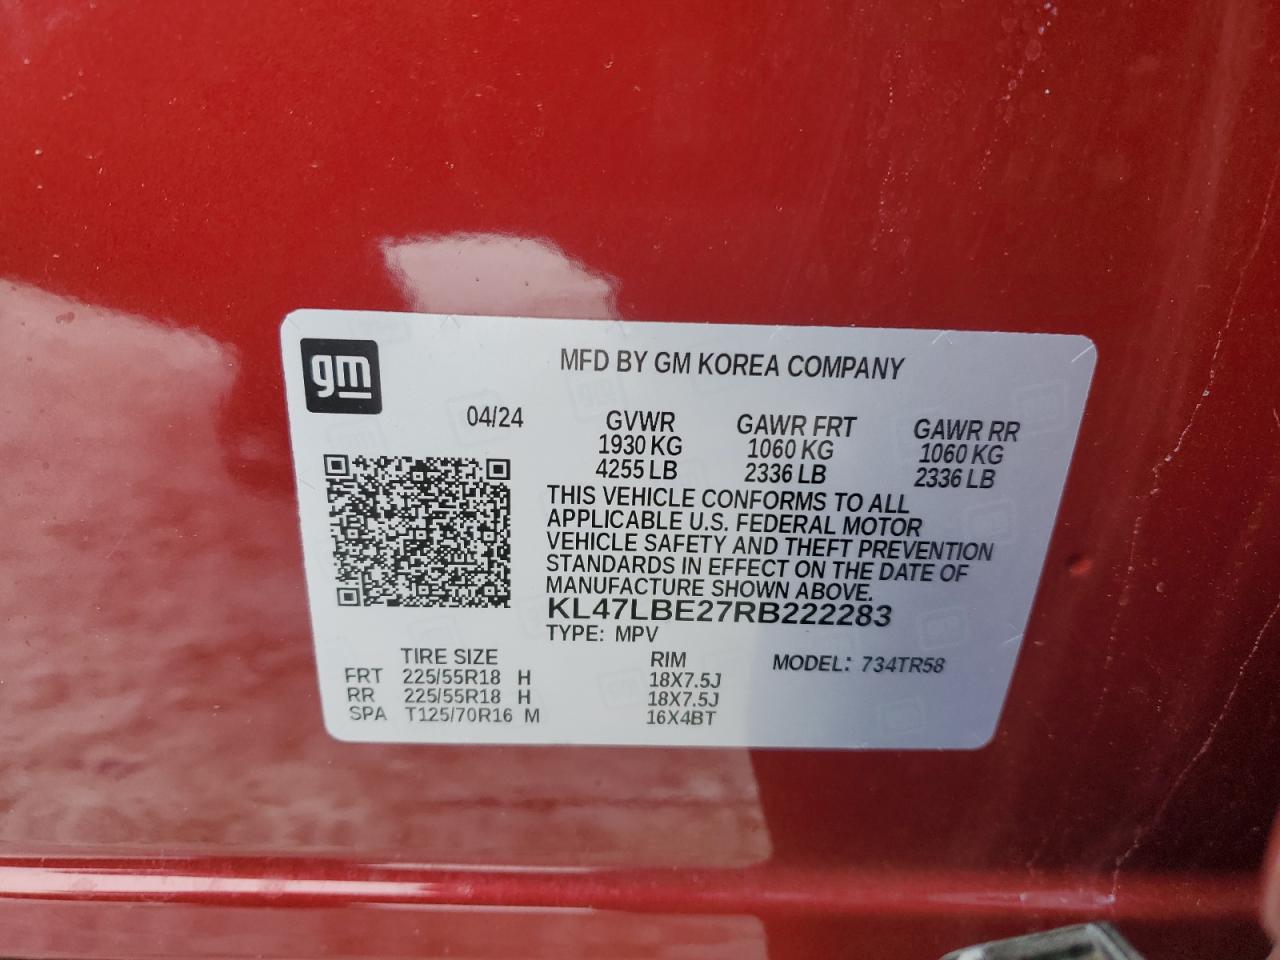 gm
MFD BY GM KOREA COMPANY
04/24 GVWR GAWR FRT GAWR RR
1930 KG 1060 KG 1060 KG
4255 LB 2336 LB 2336 LB
THIS VEHICLE CONFORMS TO ALL
APPLICABLE U.S. FEDERAL MOTOR
VEHICLE SAFETY AND THEFT PREVENTION
STANDARDS IN EFFECT ON THE DATE OF
MANUFACTURE SHOWN ABOVE.
KL47LBE27RB222283
TYPE: MPV
TIRE SIZE RIM MODEL: 734TR58
FRT 225/55R18 H 18X7.5J
RR 225/55R18 H 18X7.5J
SPA T125/70R16 M 16X4BT